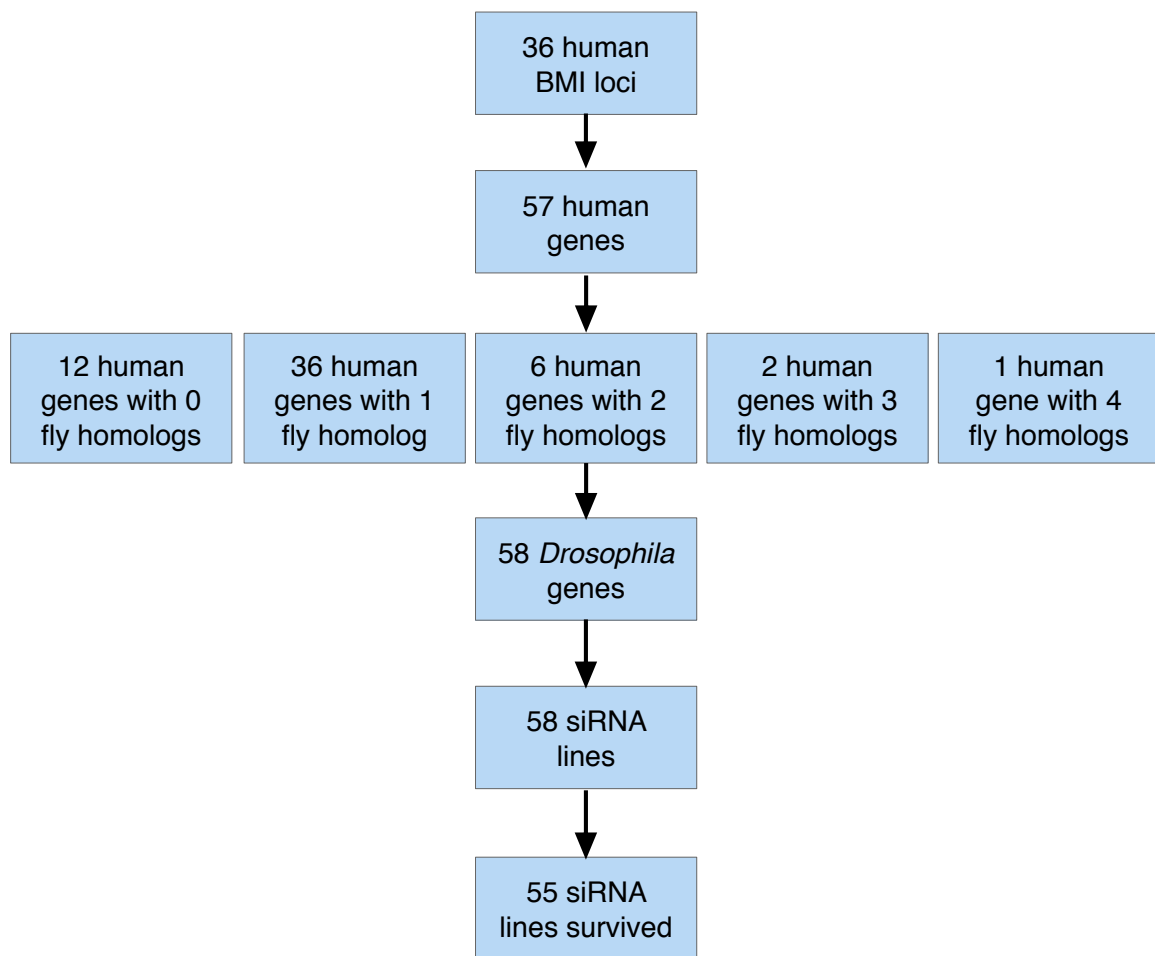 36 human
BMI loci
57 human
genes
12 human
genes with 0
fly homologs
36 human
genes with 1
fly homolog
6 human
genes with 2
fly homologs
2 human
genes with 3
fly homologs
1 human
gene with 4
fly homologs
58 Drosophila
genes
58 siRNA
lines
55 siRNA
lines survived